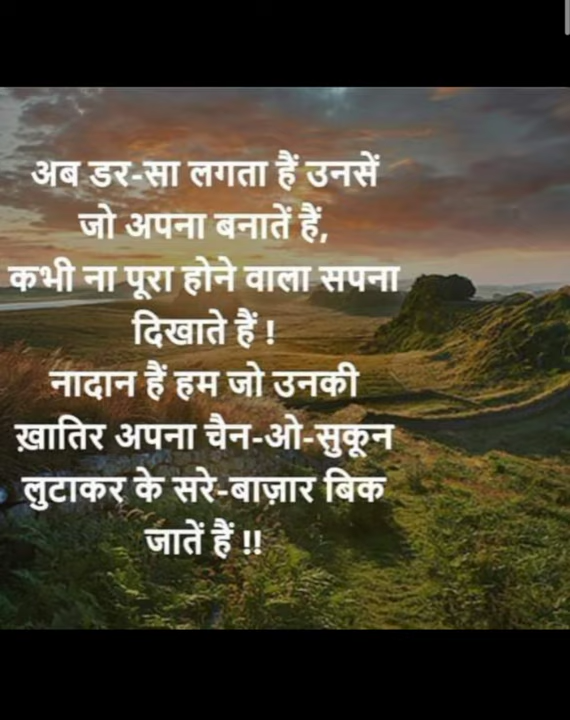 अब डर-सा लगता हैं उनसें
जो अपना बनातें हैं,
कभी ना पूरा होने वाला सपना
दिखाते हैं !
नादान हैं हम जो उनकी
ख़ातिर अपना चैन-ओ-सुकून
लुटाकर के सरे-बाज़ार बिक
जातें हैं !!